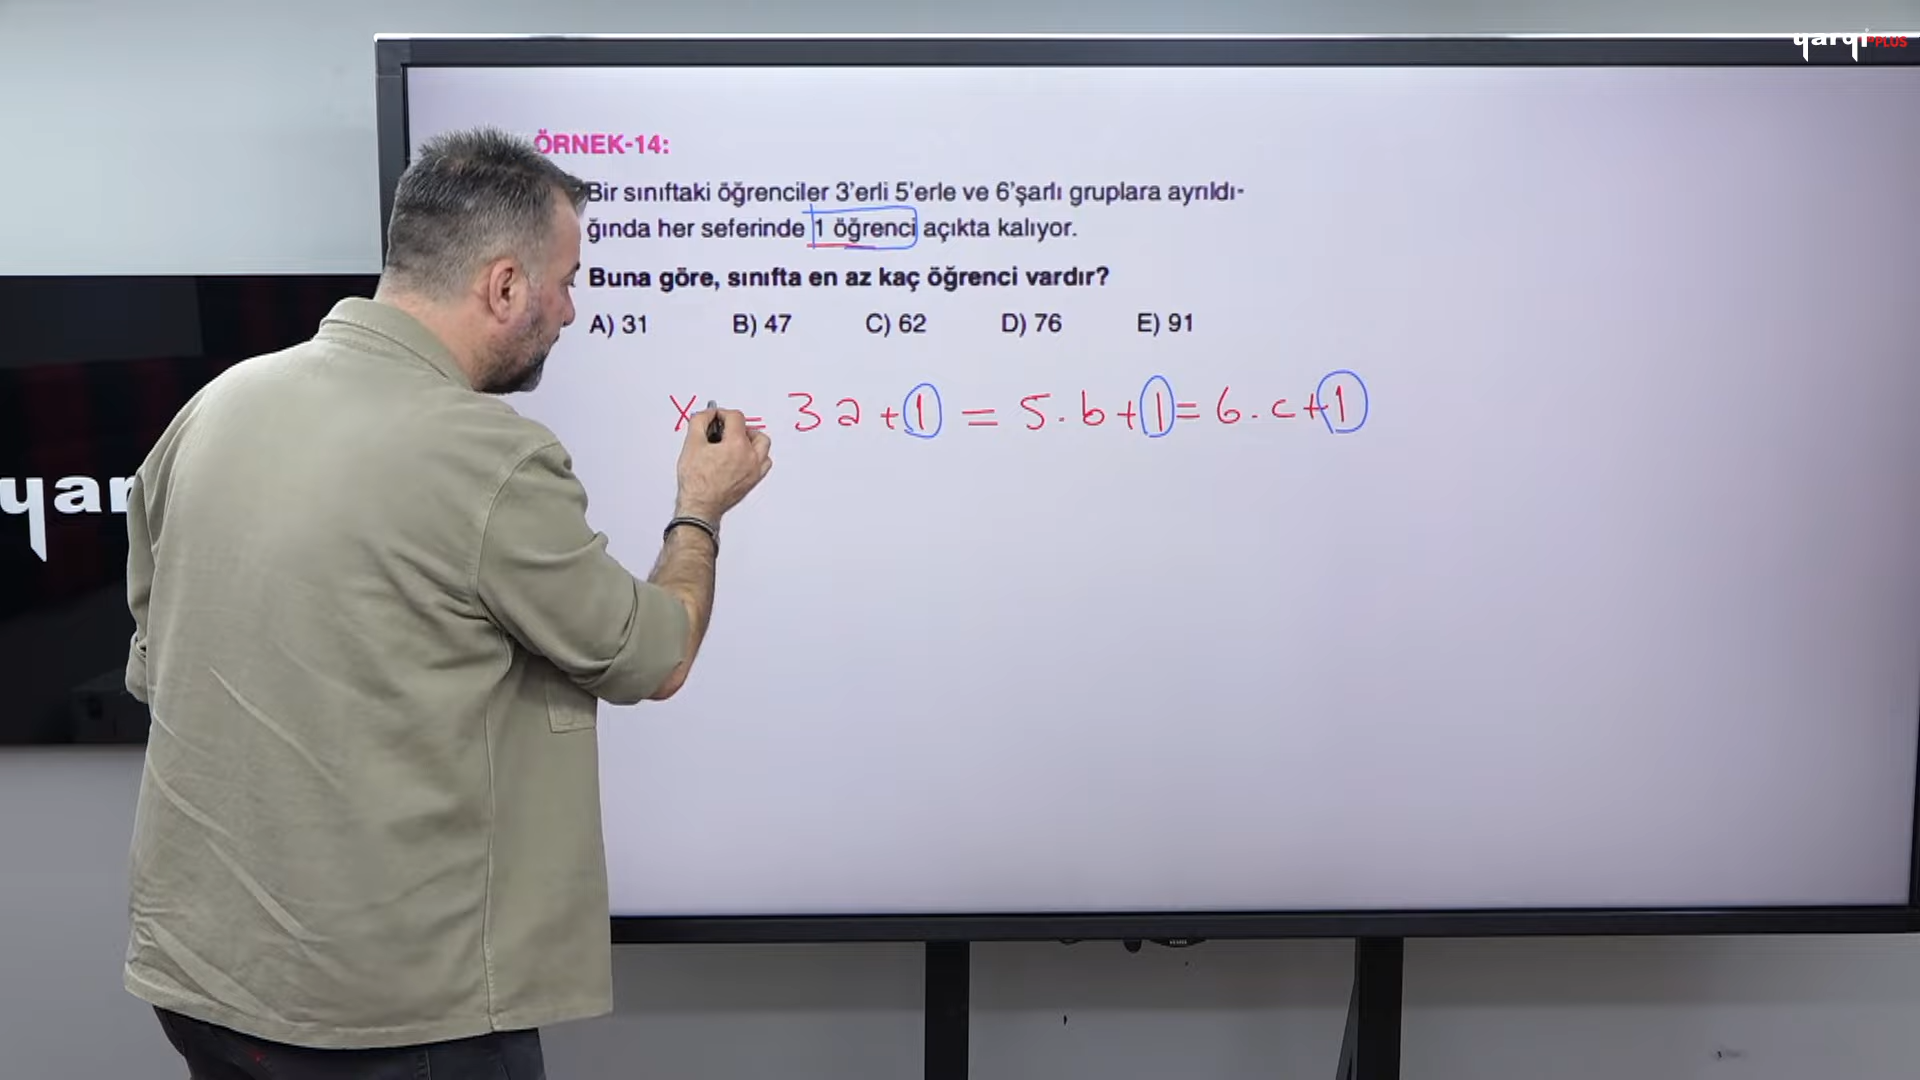 yargıPLUS
ÖRNEK-14:
Bir sınıftaki öğrenciler 3'erli 5'erle ve 6'şarlı gruplara ayrıldı-
ğında her seferinde 1 öğrenci açıkta kalıyor.
Buna göre, sınıfta en az kaç öğrenci vardır?
A) 31 B) 47 C) 62 D) 76 E) 91
X = 3a+1 = 5.b+1 = 6.c+1
yar